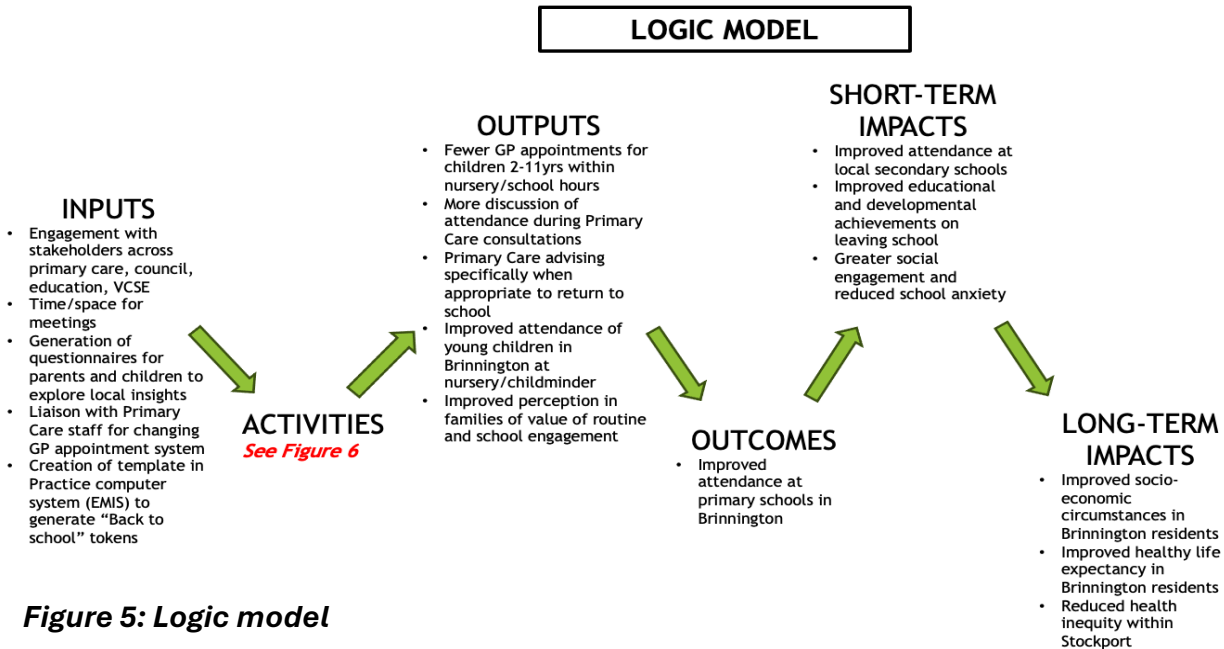 LOGIC MODEL
INPUTS
• Engagement with
stakeholders across
primary care, council,
education, VCSE
• Time/space for
meetings
• Generation of
questionnaires for
parents and children to
explore local insights
• Liaison with Primary
Care staff for changing
GP appointment system
• Creation of template in
Practice computer
system (EMIS) to
generate “Back to
school” tokens
ACTIVITIES
See Figure 6
OUTPUTS
• Fewer GP appointments for
children 2-11yrs within
nursery/school hours
• More discussion of
attendance during Primary
Care consultations
• Primary Care advising
specifically when
appropriate to return to
school
• Improved attendance of
young children in
Brinnington at
nursery/childminder
• Improved perception in
families of value of routine
and school engagement
OUTCOMES
• Improved
attendance at
primary schools in
Brinnington
SHORT-TERM
IMPACTS
• Improved attendance at
local secondary schools
• Improved educational
and developmental
achievements on
leaving school
• Greater social
engagement and
reduced school anxiety
LONG-TERM
IMPACTS
• Improved socio-
economic
circumstances in
Brinnington residents
• Improved healthy life
expectancy in
Brinnington residents
• Reduced health
inequity within
Stockport
Figure 5: Logic model